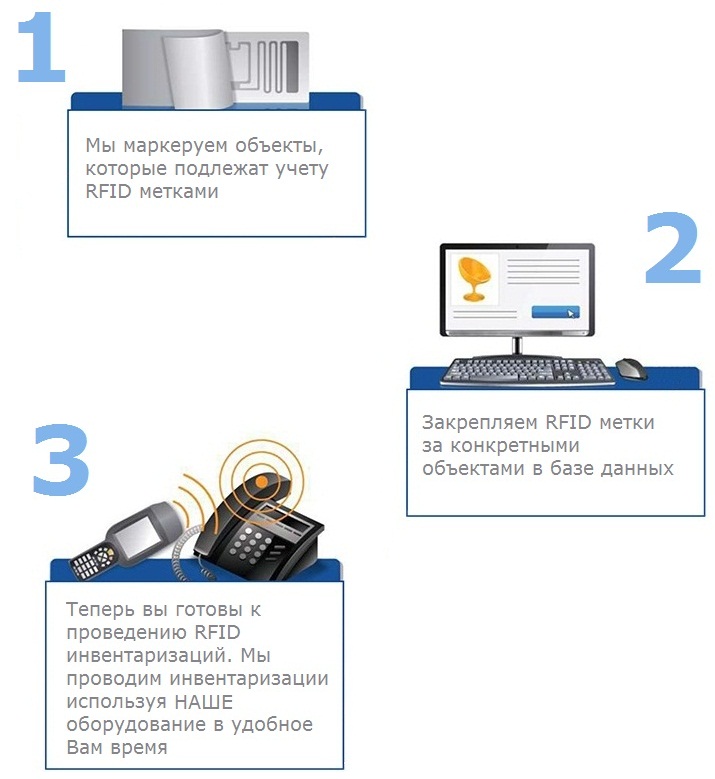 1
Мы маркеруем объекты,
которые подлежат учету
RFID метками
2
Закрепляем RFID метки
за конкретными
объектами в базе данных
3
Теперь вы готовы к
проведению RFID
инвентаризаций. Мы
проводим инвентаризации
используя НАШЕ
оборудование в удобное
Вам время